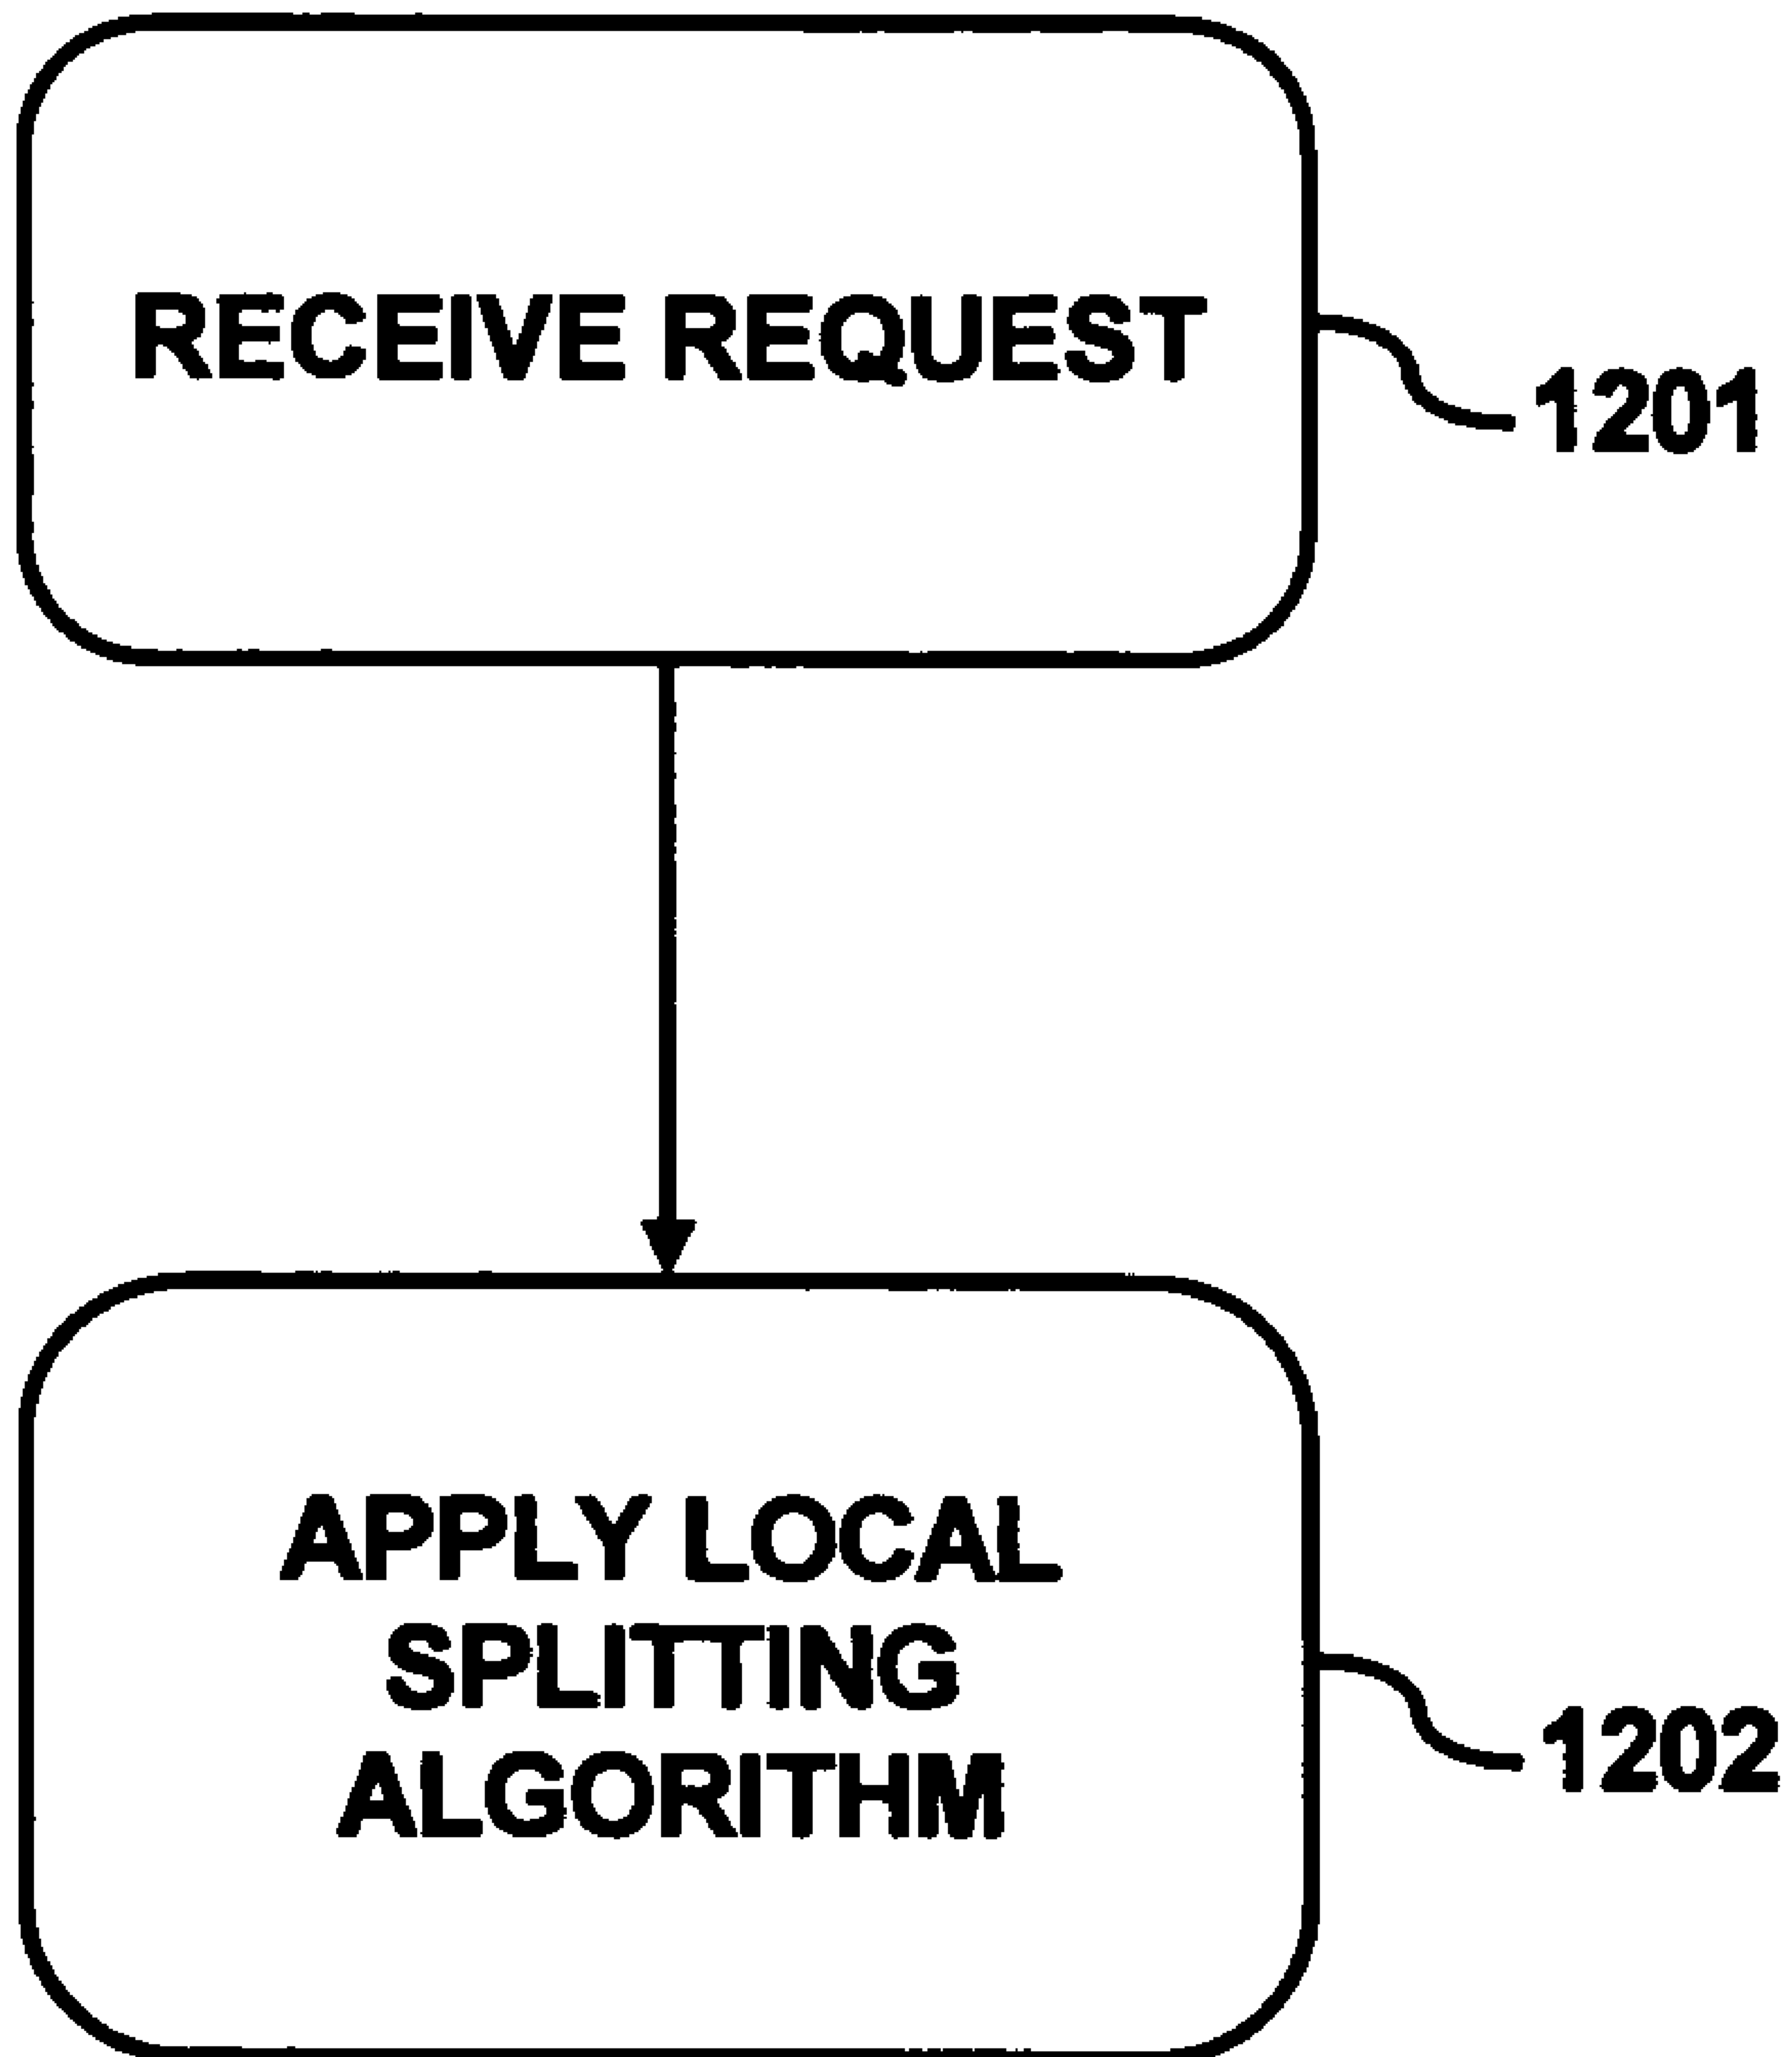 RECEIVE REQUEST
1201
APPLY LOCAL
SPLITTING
ALGORITHM
1202